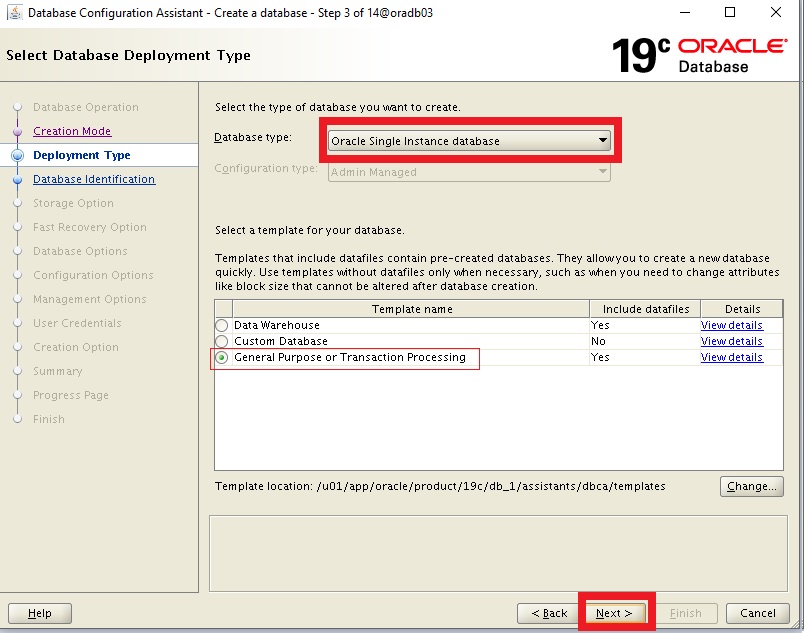 Database Configuration Assistant - Create a database - Step 3 of 14@oradb03
Select Database Deployment Type
19c ORACLE
Database
Database Operation
Creation Mode
Deployment Type
Database Identification
Storage Option
Fast Recovery Option
Database Options
Configuration Options
Management Options
User Credentials
Creation Option
Summary
Progress Page
Finish
Select the type of database you want to create.
Database type: Oracle Single Instance database
Configuration type: Admin Managed
Select a template for your database.
Templates that include datafiles contain pre-created databases. They allow you to create a new database
quickly. Use templates without datafiles only when necessary, such as when you need to change attributes
like block size that cannot be altered after database creation.
Template name Include datafiles Details
Data Warehouse Yes View details
Custom Database No View details
General Purpose or Transaction Processing Yes View details
Template location: /u01/app/oracle/product/19c/db_1/assistants/dbca/templates Change...
Help < Back Next > Finish Cancel